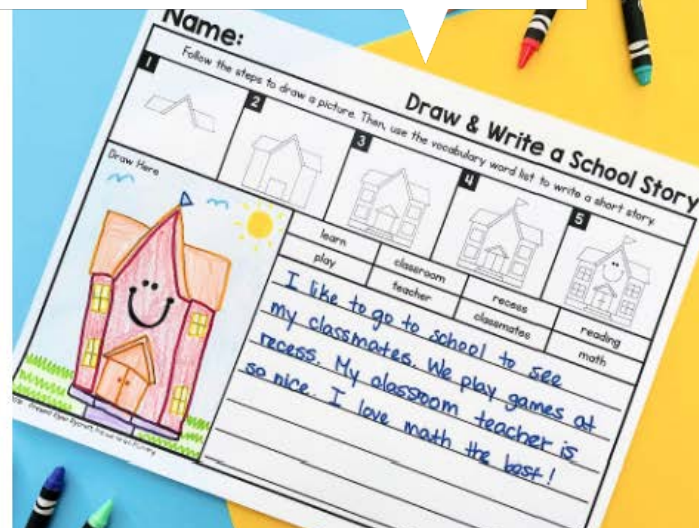 Name:
Draw & Write a School Story
Follow the steps to draw a picture. Then, use the vocabulary word list to write a short story.
1
2
3
4
5
Draw Here
learn
classroom
recess
reading
play
teacher
classmates
math
I like to go to school to see
my classmates. We play games at
recess. My classroom teacher is
so nice. I love math the best!